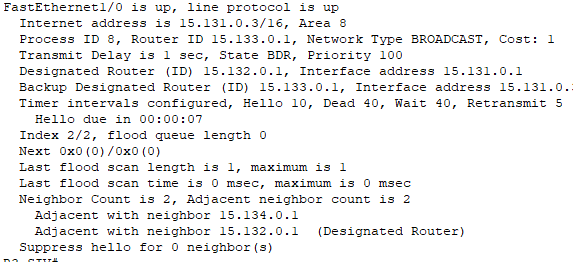 FastEthernet1/0 is up, line protocol is up
Internet address is 15.131.0.3/16, Area 8
Process ID 8, Router ID 15.133.0.1, Network Type BROADCAST, Cost: 1
Transmit Delay is 1 sec, State BDR, Priority 100
Designated Router (ID) 15.132.0.1, Interface address 15.131.0.1
Backup Designated Router (ID) 15.133.0.1, Interface address 15.131.0.
Timer intervals configured, Hello 10, Dead 40, Wait 40, Retransmit 5
Hello due in 00:00:07
Index 2/2, flood queue length 0
Next 0x0(0)/0x0(0)
Last flood scan length is 1, maximum is 1
Last flood scan time is 0 msec, maximum is 0 msec
Neighbor Count is 2, Adjacent neighbor count is 2
Adjacent with neighbor 15.134.0.1
Adjacent with neighbor 15.132.0.1 (Designated Router)
Suppress hello for 0 neighbor(s)